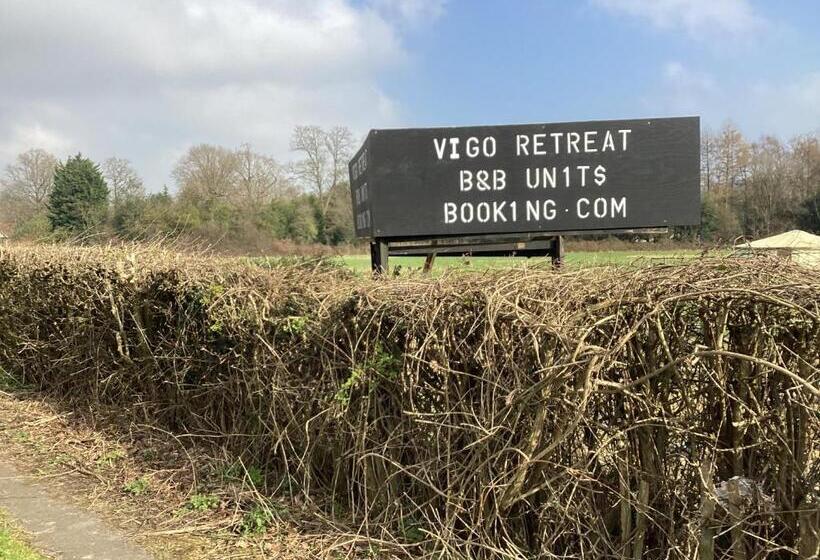 VIGO RETREAT
B&B UN1T$
BOOK1NG·COM